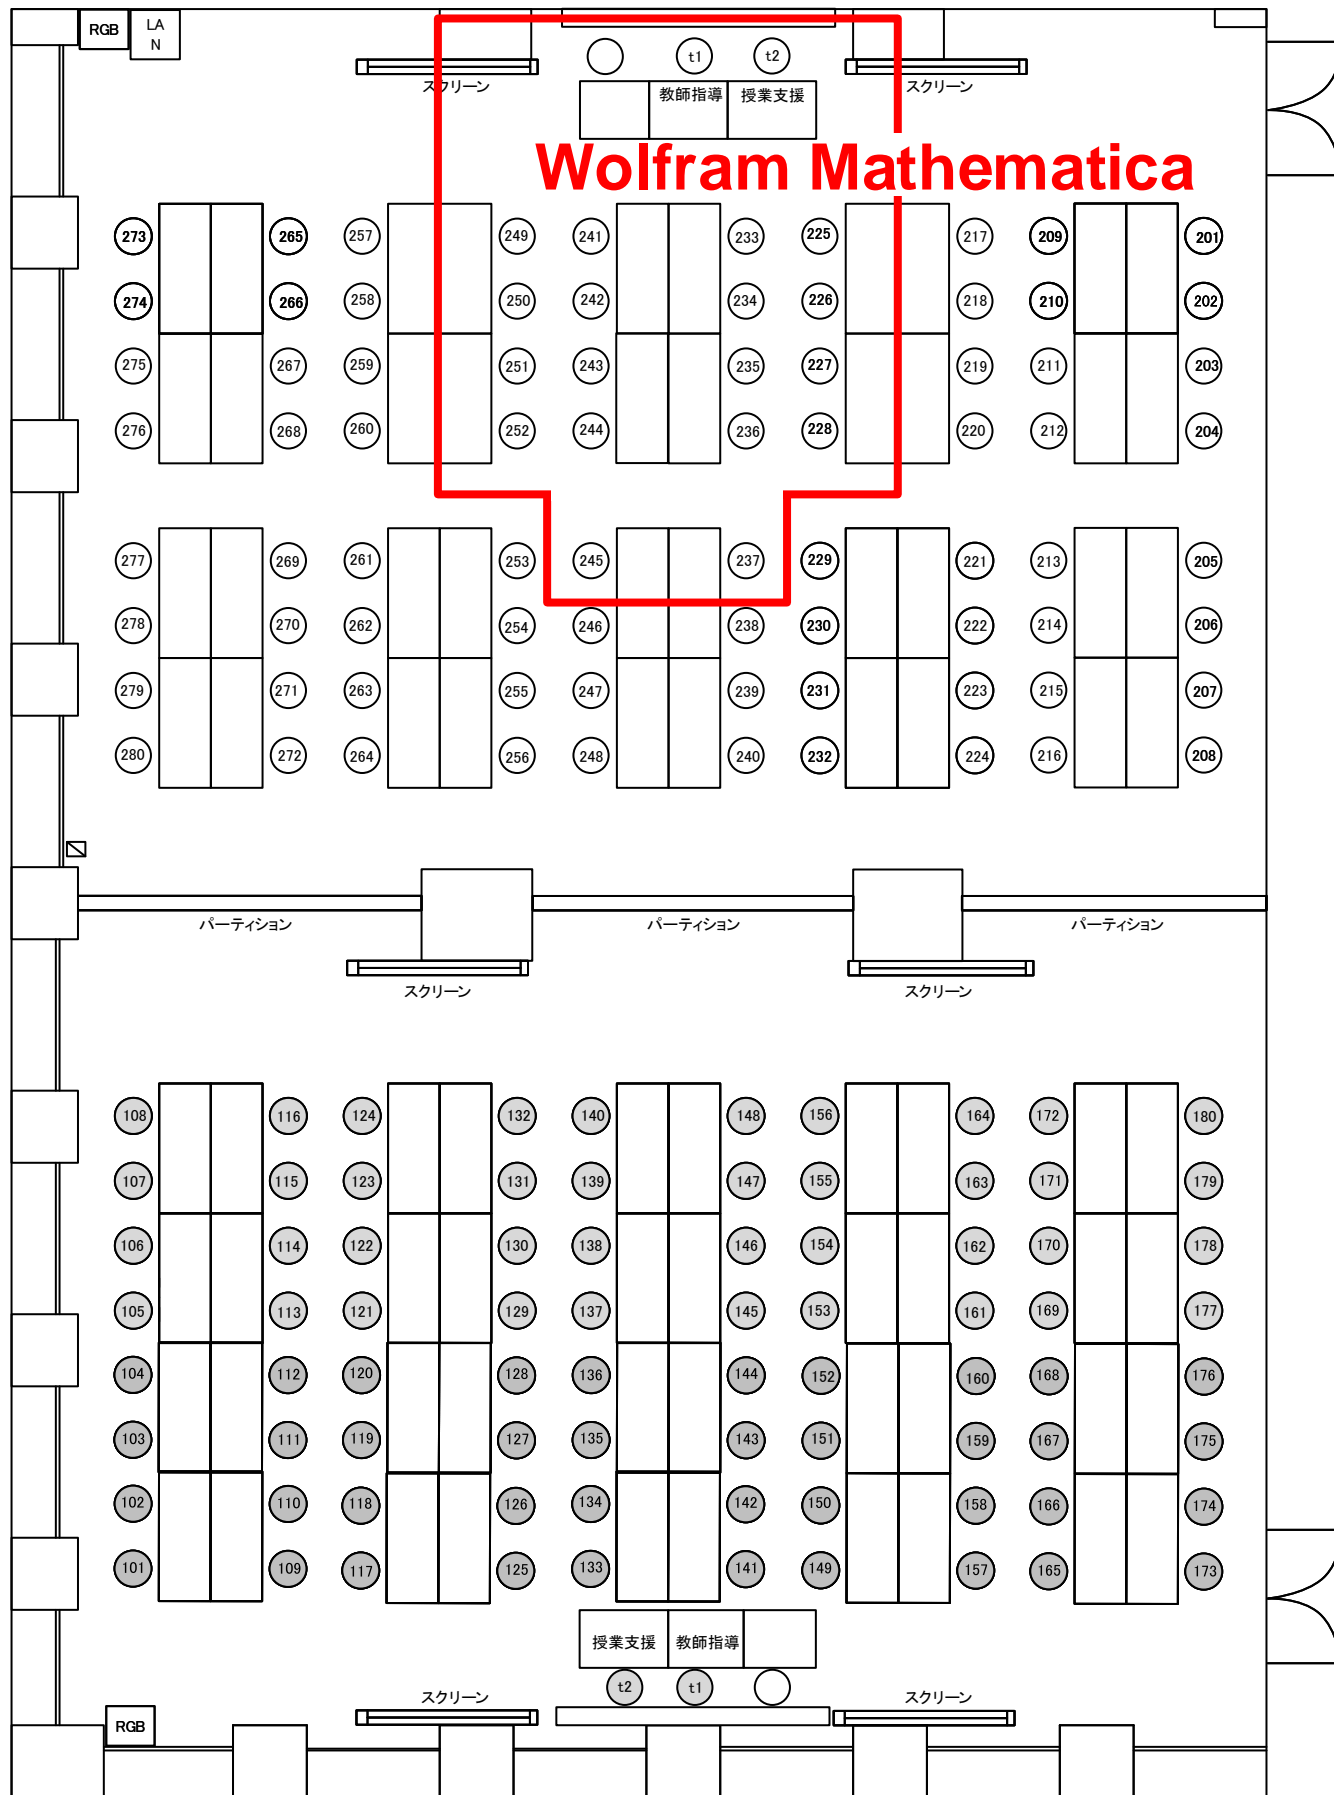 RGB
LA
N
t1
t2
スクリーン
教師指導
授業支援
スクリーン
Wolfram Mathematica
273 265 257 249 241 233 225 217 209 201
274 266 258 250 242 234 226 218 210 202
275 267 259 251 243 235 227 219 211 203
276 268 260 252 244 236 228 220 212 204
277 269 261 253 245 237 229 221 213 205
278 270 262 254 246 238 230 222 214 206
279 271 263 255 247 239 231 223 215 207
280 272 264 256 248 240 232 224 216 208
パーティション
パーティション
パーティション
スクリーン
スクリーン
108 116 124 132 140 148 156 164 172 180
107 115 123 131 139 147 155 163 171 179
106 114 122 130 138 146 154 162 170 178
105 113 121 129 137 145 153 161 169 177
104 112 120 128 136 144 152 160 168 176
103 111 119 127 135 143 151 159 167 175
102 110 118 126 134 142 150 158 166 174
101 109 117 125 133 141 149 157 165 173
授業支援
教師指導
t2
t1
スクリーン
スクリーン
RGB